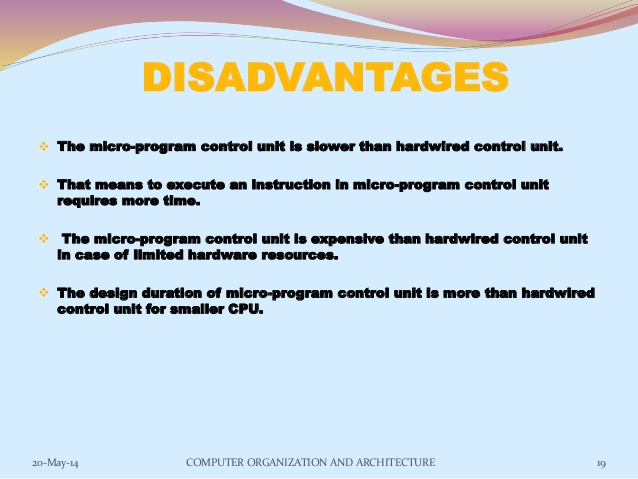 DISADVANTAGES
The micro-program control unit is slower than hardwired control unit.
That means to execute an instruction in micro-program control unit
requires more time.
The micro-program control unit is expensive than hardwired control unit
in case of limited hardware resources.
The design duration of micro-program control unit is more than hardwired
control unit for smaller CPU.
20-May-14 COMPUTER ORGANIZATION AND ARCHITECTURE 19